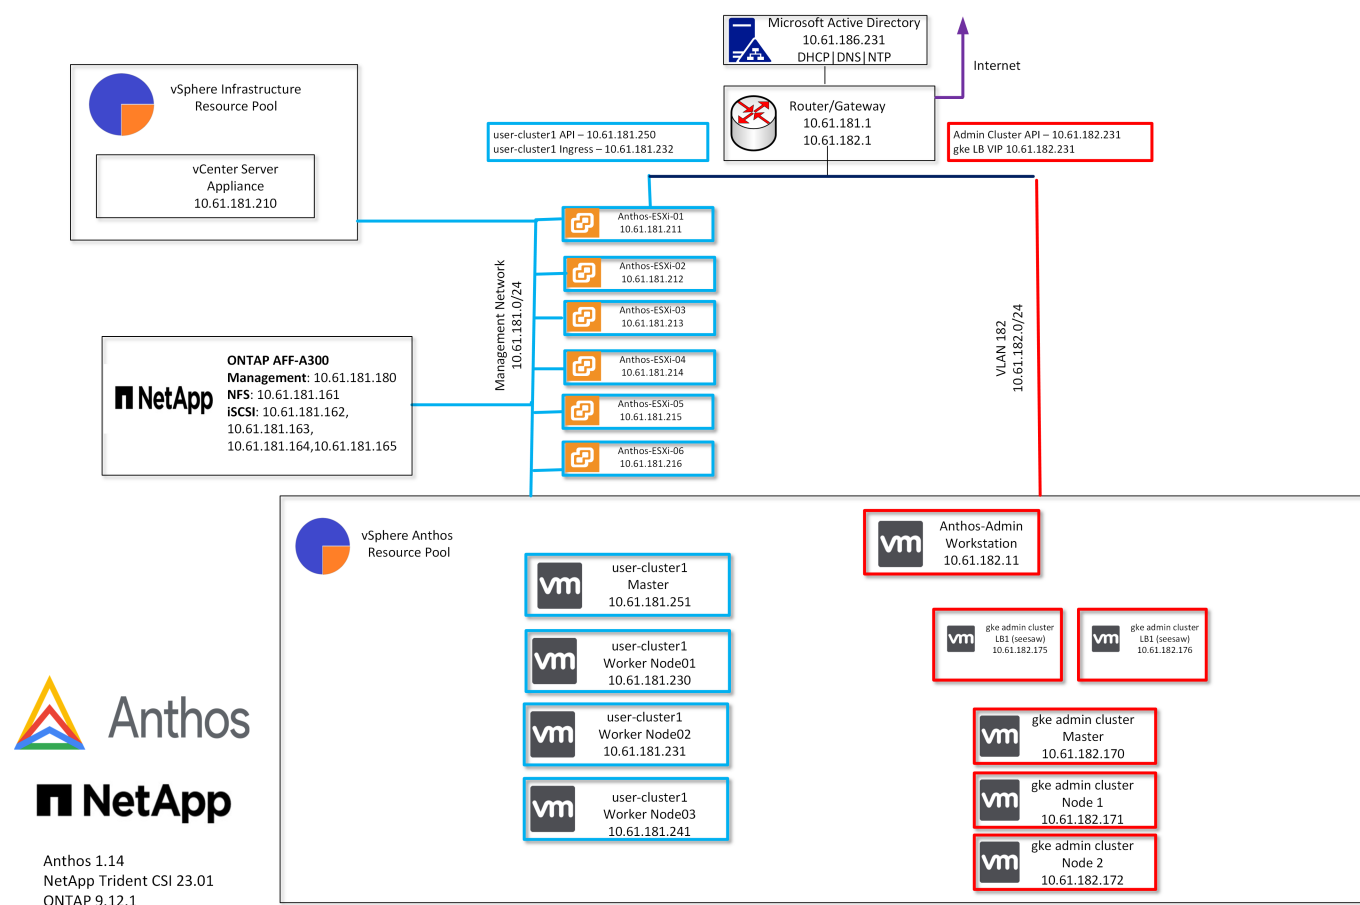 Microsoft Active Directory
10.61.186.231
DHCP|DNS|NTP
Internet
Router/Gateway
10.61.181.1
10.61.182.1
vSphere Infrastructure
Resource Pool
vCenter Server
Appliance
10.61.181.210
user-cluster1 API – 10.61.181.250
user-cluster1 Ingress – 10.61.181.232
Admin Cluster API – 10.61.182.231
gke LB VIP 10.61.182.231
Anthos-ESXi-01
10.61.181.211
Anthos-ESXi-02
10.61.181.212
Anthos-ESXi-03
10.61.181.213
Anthos-ESXi-04
10.61.181.214
Anthos-ESXi-05
10.61.181.215
Anthos-ESXi-06
10.61.181.216
Management Network
10.61.181.0/24
VLAN 182
10.61.182.0/24
NetApp
ONTAP AFF-A300
Management: 10.61.181.180
NFS: 10.61.181.161
iSCSI: 10.61.181.162,
10.61.181.163,
10.61.181.164,10.61.181.165
vSphere Anthos
Resource Pool
vm
user-cluster1
Master
10.61.181.251
vm
user-cluster1
Worker Node01
10.61.181.230
vm
user-cluster1
Worker Node02
10.61.181.231
vm
user-cluster1
Worker Node03
10.61.181.241
vm
Anthos-Admin
Workstation
10.61.182.11
vm
gke admin cluster
LB1 (seesaw)
10.61.182.175
vm
gke admin cluster
LB1 (seesaw)
10.61.182.176
vm
gke admin cluster
Master
10.61.182.170
vm
gke admin cluster
Node 1
10.61.182.171
vm
gke admin cluster
Node 2
10.61.182.172
Anthos
NetApp
Anthos 1.14
NetApp Trident CSI 23.01
ONTAP 9.12.1